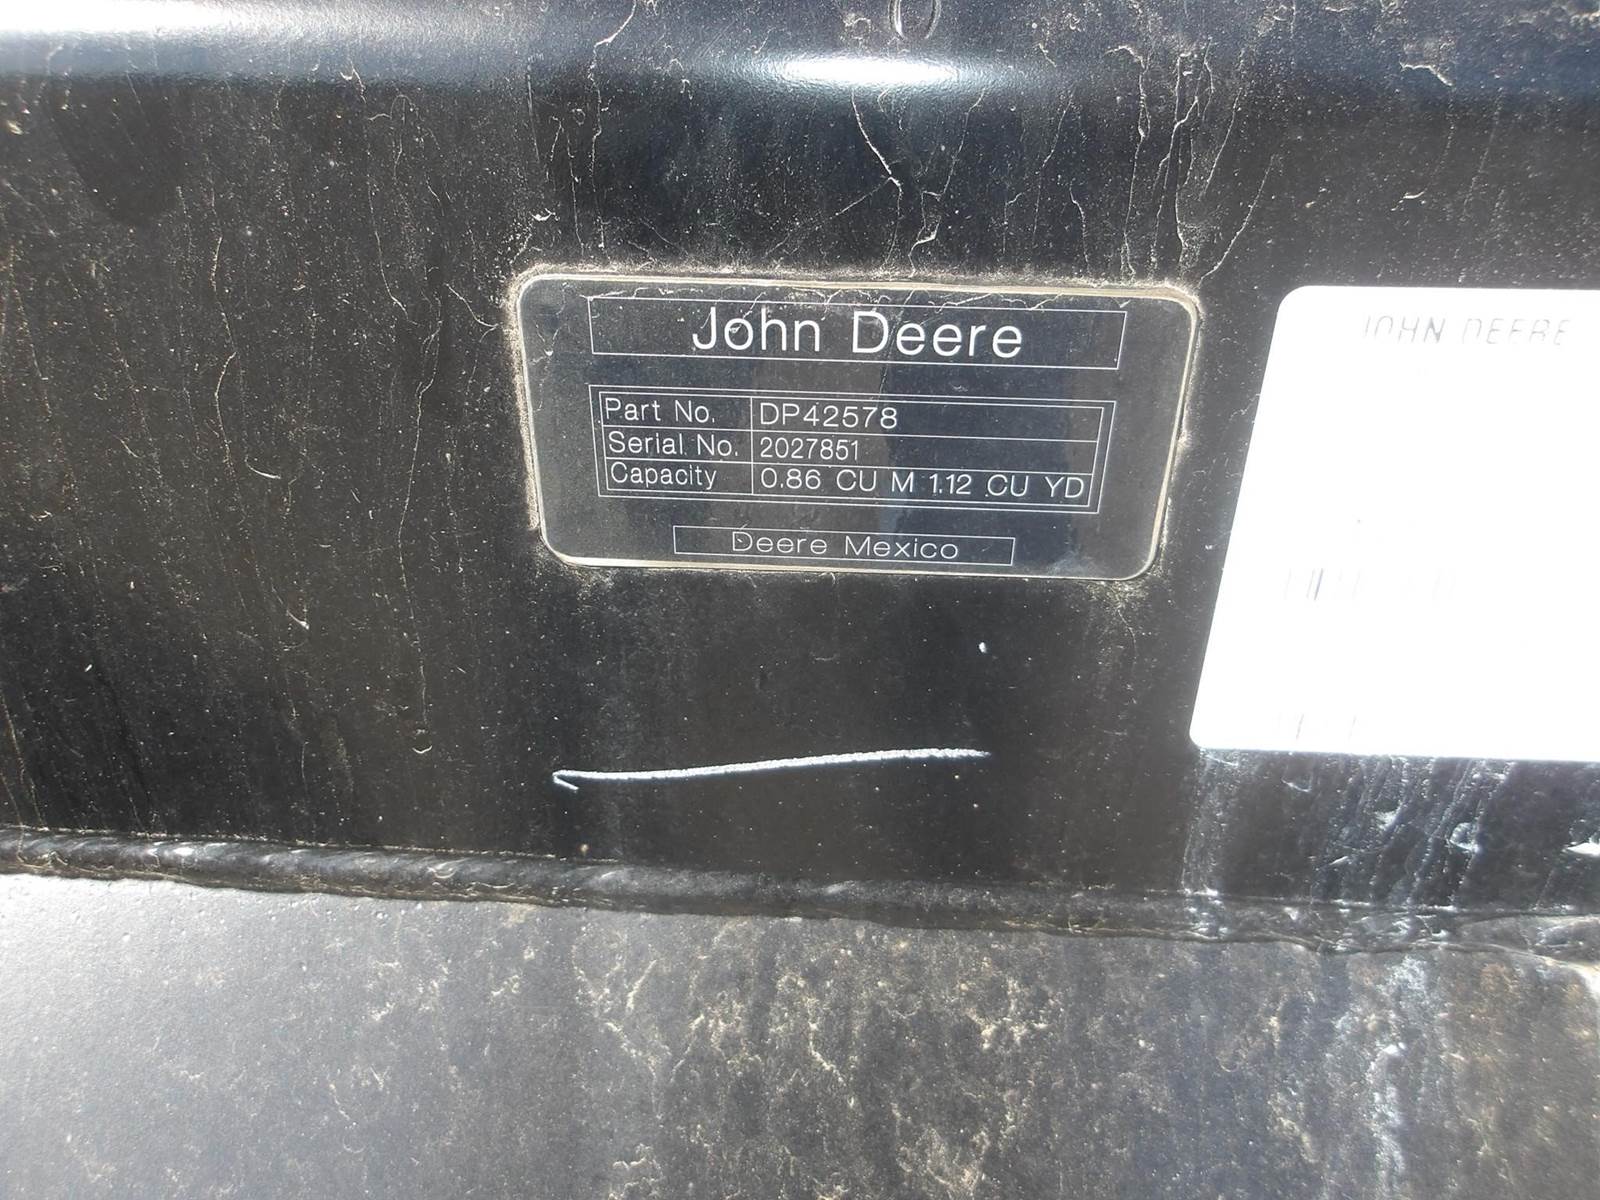 John Deere
Part No. DP42578
Serial No. 2027851
Capacity 0.86 CU M 1.12 CU YD
Deere Mexico
JOHN DEERE